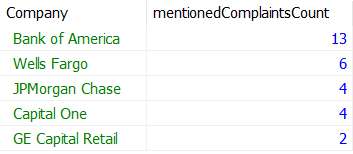 Company mentionedComplaintsCount
Bank of America 13
Wells Fargo 6
JPMorgan Chase 4
Capital One 4
GE Capital Retail 2